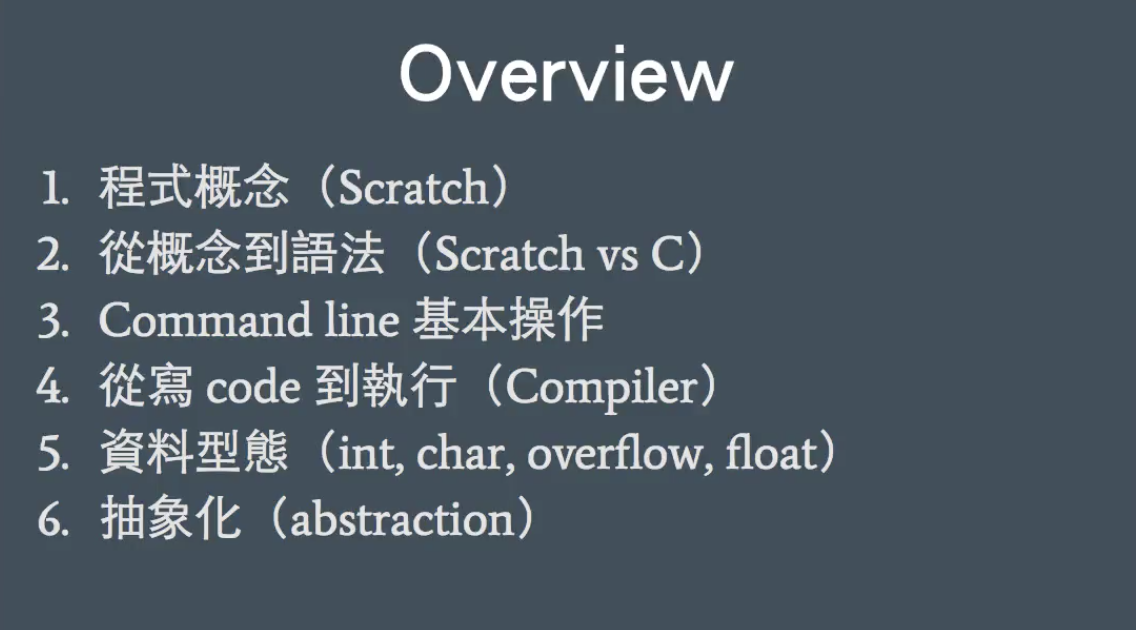 Overview
1. 程式概念（Scratch）
2. 從概念到語法（Scratch vs C）
3. Command line 基本操作
4. 從寫 code 到執行（Compiler）
5. 資料型態（int, char, overflow, float）
6. 抽象化（abstraction）